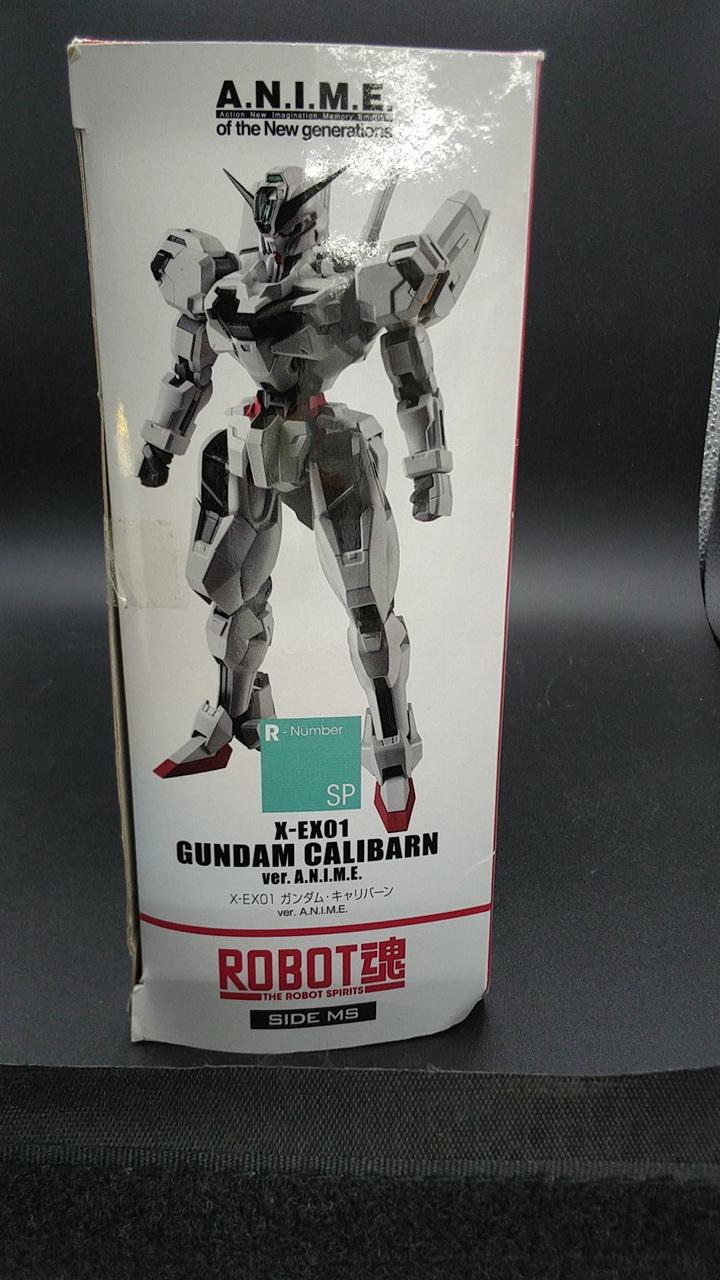 A.N.I.M.E.
Action New Imagination Memory Emotion
of the New generations
R - Number
SP
X-EX01
GUNDAM CALIBARN
ver. A.N.I.M.E.
X-EX01 ガンダム・キャリバーン
ver. A.N.I.M.E.
ROBOT魂
THE ROBOT SPIRITS
SIDE MS